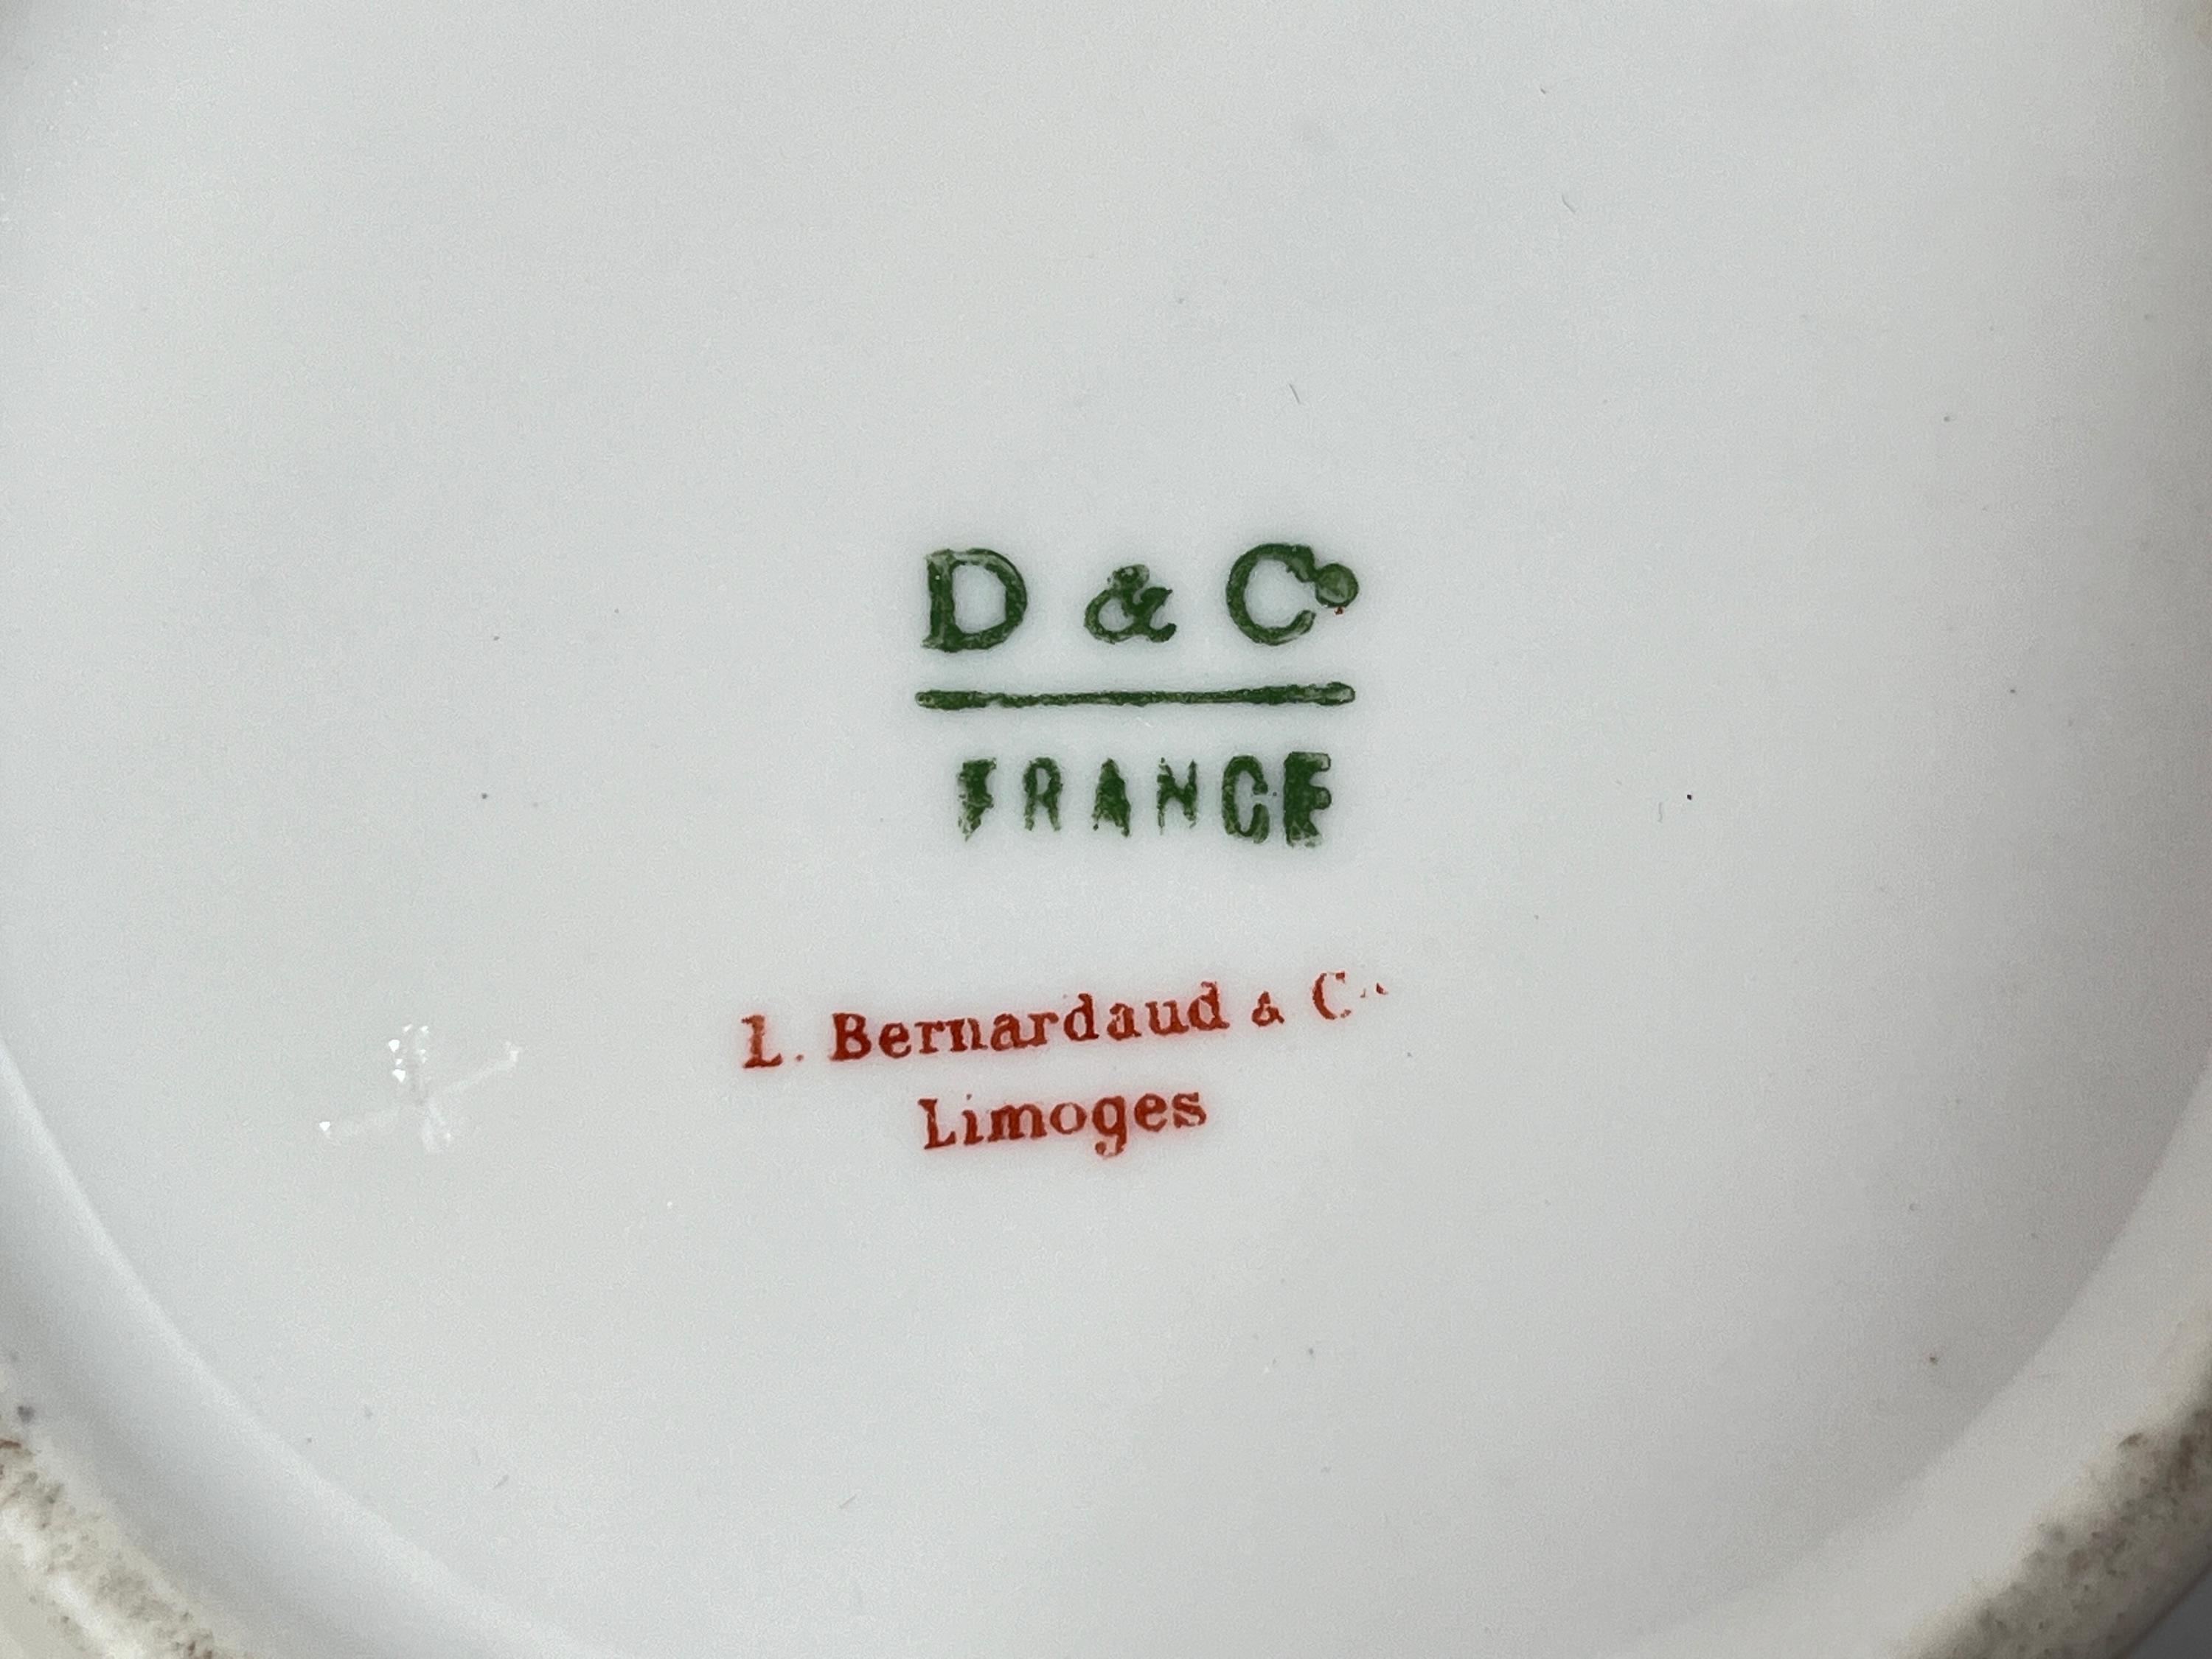 D & Co
FRANCE
L. Bernardaud & C
Limoges